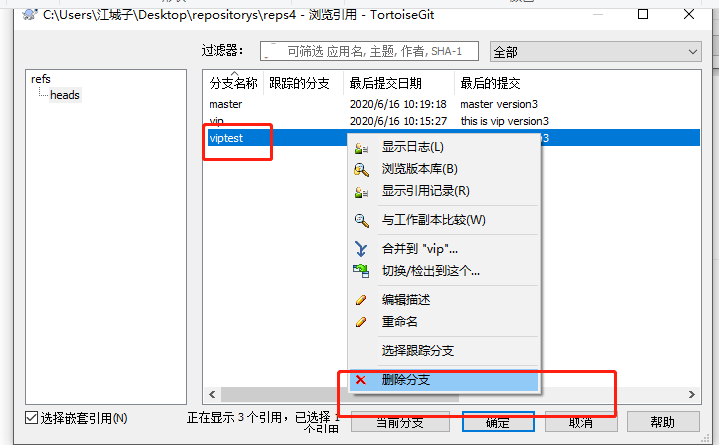 C:\Users\江城子\Desktop\repositorys\reps4 - 浏览引用 - TortoiseGit
过滤器： 可筛选 应用名, 主题, 作者, SHA-1 全部
refs
heads
分支名称 跟踪的分支 最后提交日期 最后的提交
master 2020/6/16 10:19:18 master version3
vip 2020/6/16 10:15:27 this is vip version3
viptest
显示日志(L)
浏览版本库(B)
显示引用记录(R)
与工作副本比较(W)
合并到 "vip"...
切换/检出到这个...
编辑描述
重命名
选择跟踪分支
删除分支
选择嵌套引用(N)
正在显示 3 个引用，已选择 1
个引用
当前分支 确定 取消 帮助